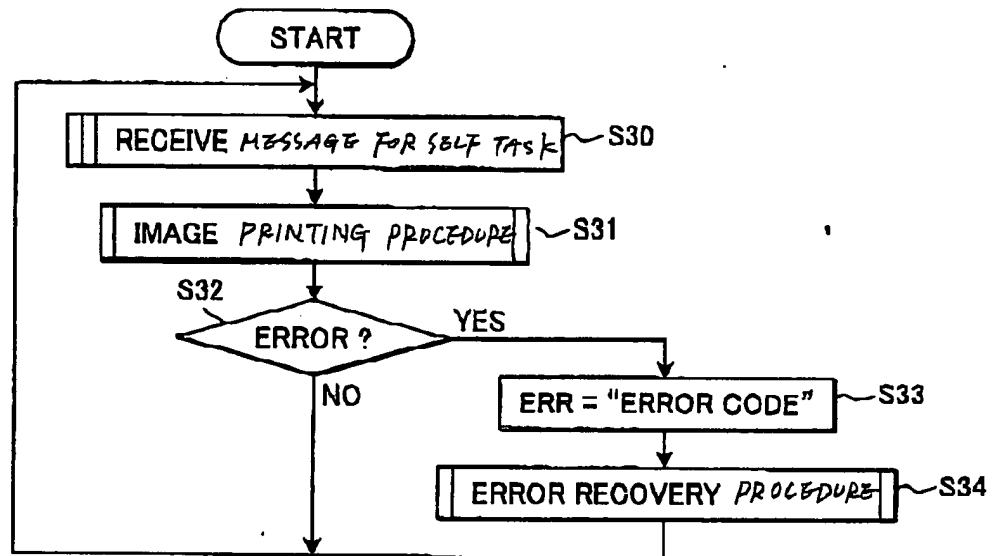 START
RECEIVE MESSAGE FOR SELF TASK S30
IMAGE PRINTING PROCEDURE S31
S32
ERROR ? YES
NO
ERR = "ERROR CODE" S33
ERROR RECOVERY PROCEDURE S34